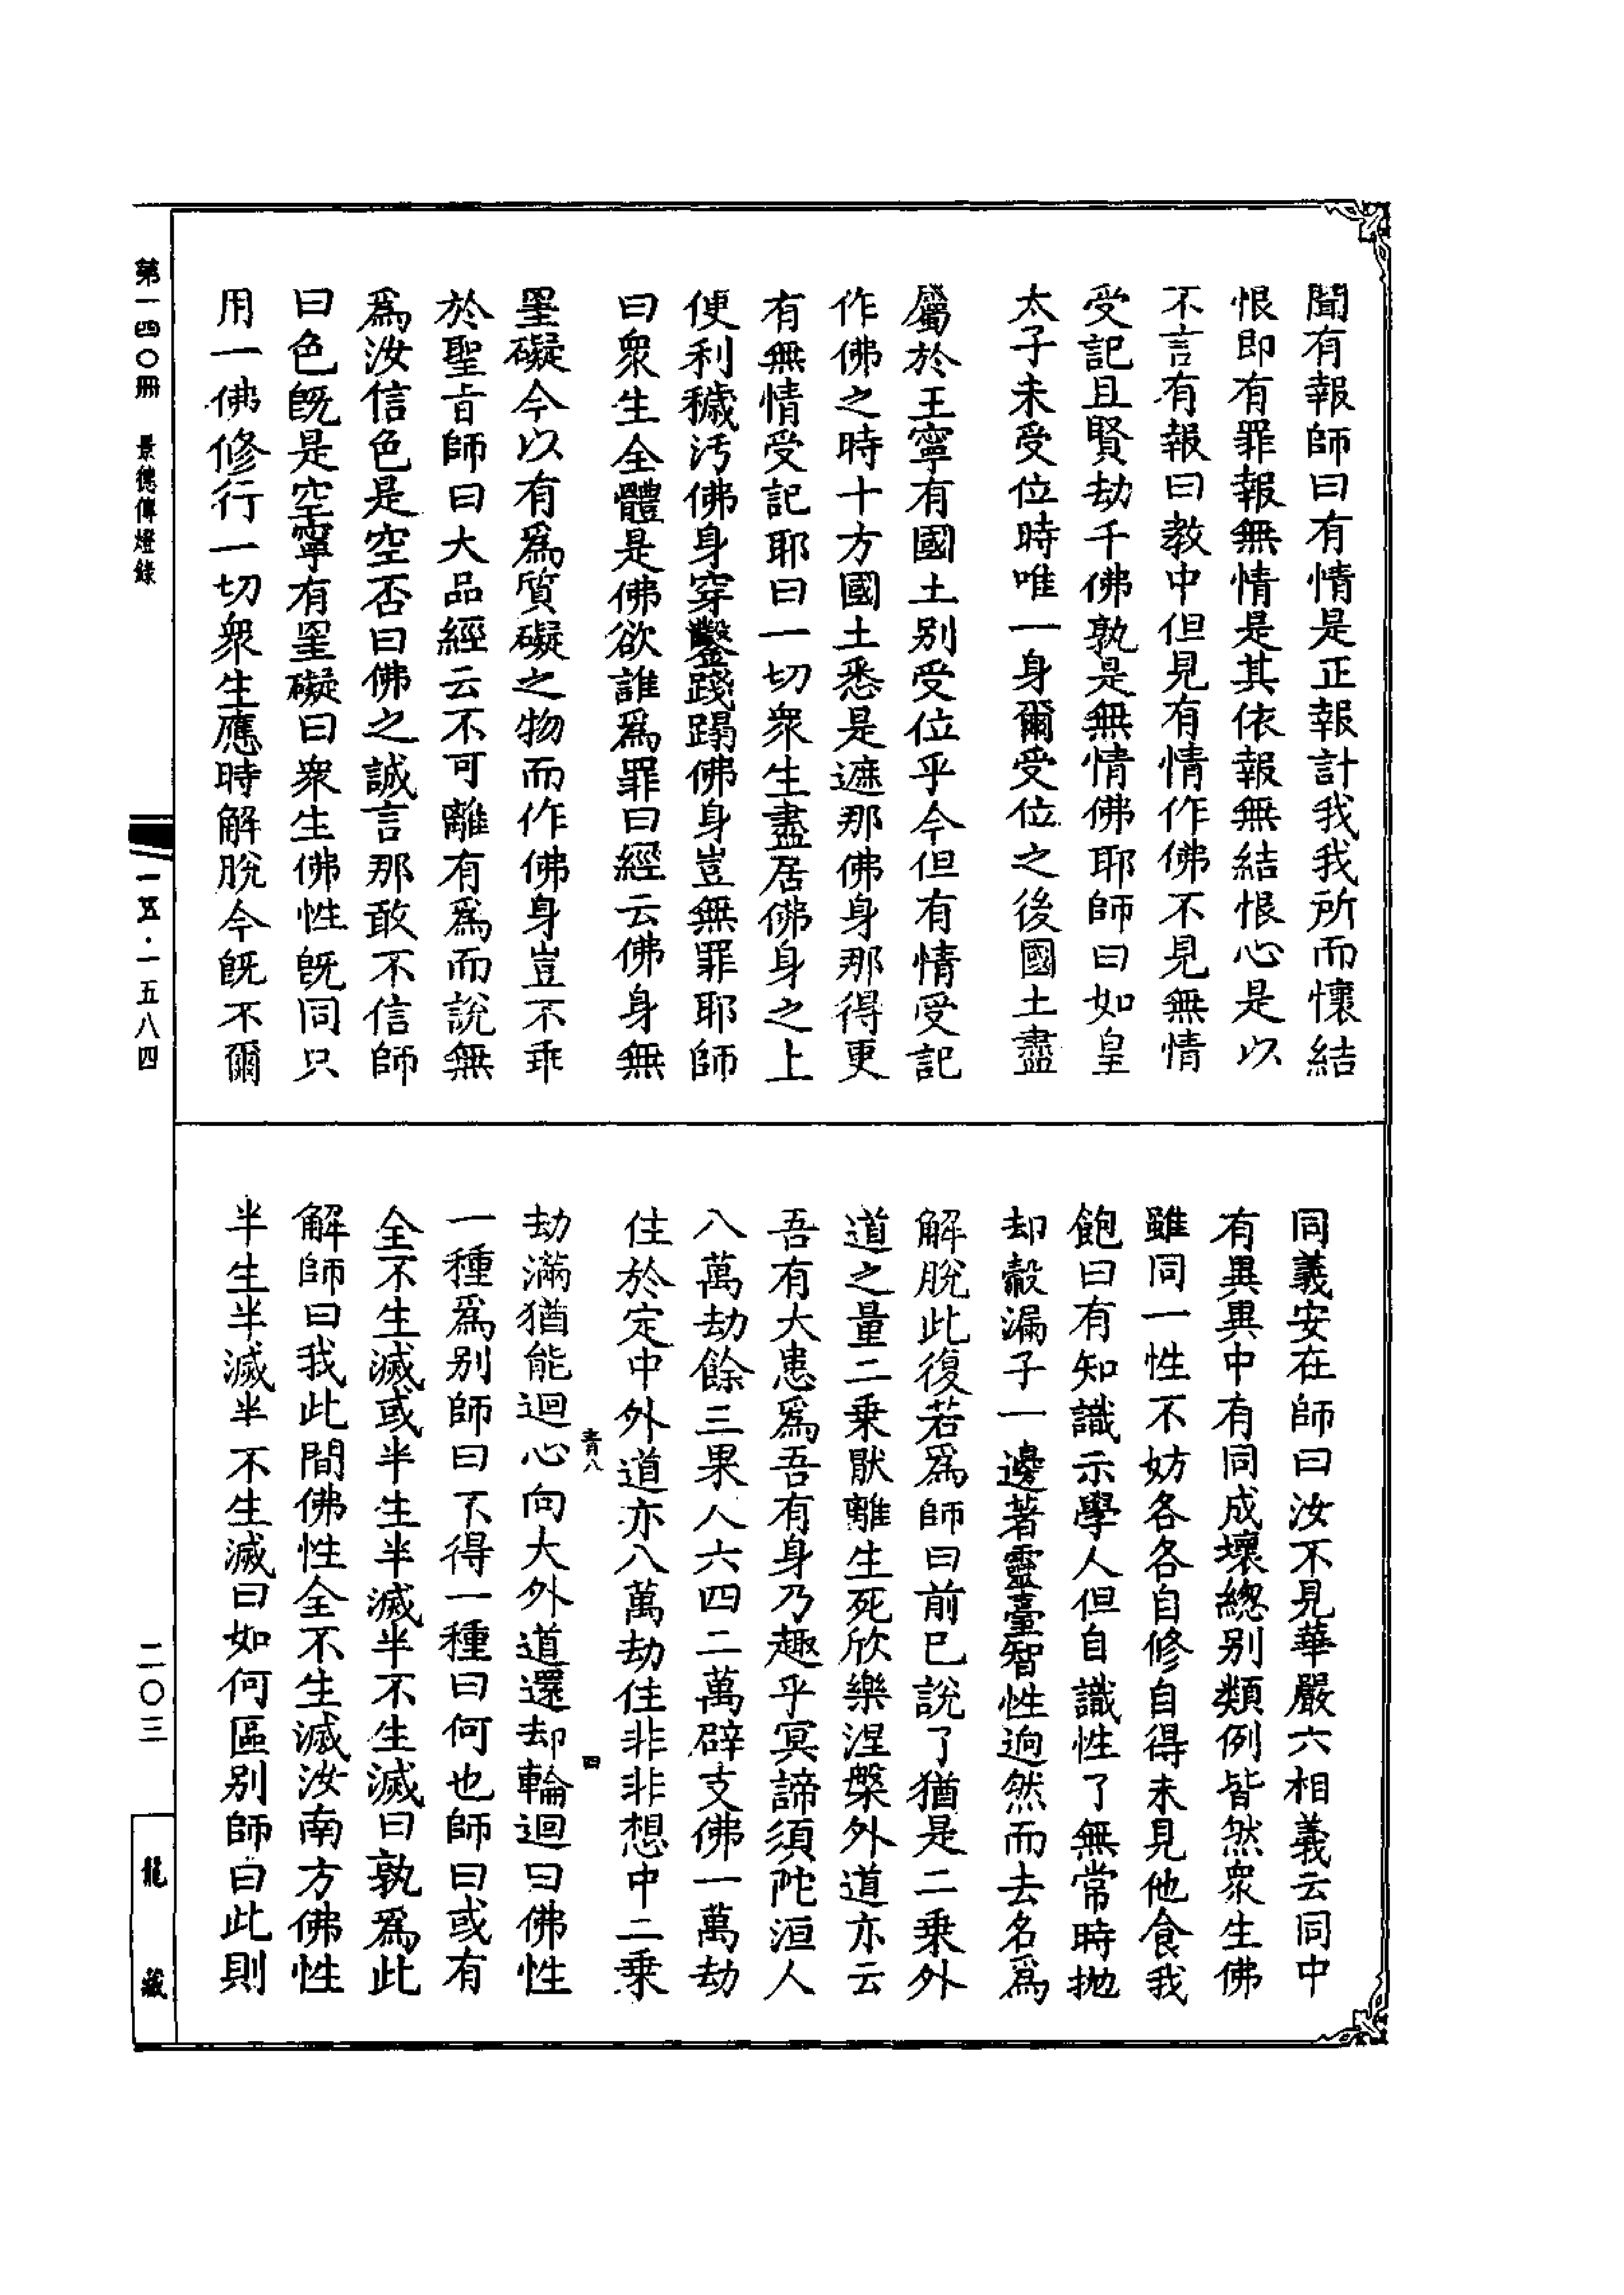 聞有報師曰有情是正報計我我所而懷結
恨即有罪報無情是其依報無結恨心是以
不言有報曰教中但見有情作佛不見無情
受記且賢劫千佛孰是無情佛耶師曰如皇
太子未受位時唯一身爾受位之後國土盡
屬於王寧有國土別受位乎今但有情受記
作佛之時十方國土悉是遮那佛身那得更
有無情受記耶曰一切衆生盡居佛身之上
便利穢汚佛身穿鑿踐蹋佛身豈無罪耶師
曰衆生全體是佛欲誰爲罪曰經云佛身無
罣礙今以有爲質礙之物而作佛身豈不乖
於聖旨師曰大品經云不可離有爲而說無
爲汝信色是空否曰佛之誠言那敢不信師
曰色旣是空寧有罣礙曰衆生佛性旣同只
用一佛修行一切衆生應時解脫今旣不爾
同義安在師曰汝不見華嚴六相義云同中
有異異中有同成壞緫別類例皆然衆生佛
雖同一性不妨各各自修自得未見他食我
飽曰有知識示學人但自識性了無常時拋
却㲉漏子一邊著靈臺智性逈然而去名爲
解脫此復若爲師曰前已說了猶是二乗外
道之量二乗厭離生死欣樂涅槃外道亦云
吾有大患爲吾有身乃趣乎冥諦須陀洹人
八萬劫餘三果人六四二萬辟支佛一萬劫
住於定中外道亦八萬劫住非非想中二乗
青八
四
劫滿猶能迴心向大外道還却輪迴曰佛性
一種爲別師曰不得一種曰何也師曰或有
全不生滅或半生半滅半不生滅曰孰爲此
解師曰我此間佛性全不生滅汝南方佛性
半生半滅半不生滅曰如何區別師曰此則
第一四〇冊 景德傳燈錄
一五·一五八四
二〇三
龍藏